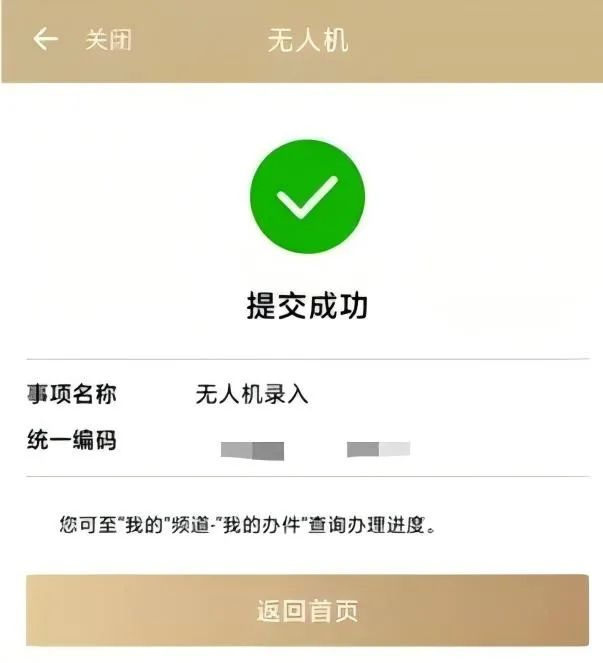 关闭 无人机
提交成功
事项名称 无人机录入
统一编码
您可至“我的”频道-“我的办件”查询办理进度。
返回首页